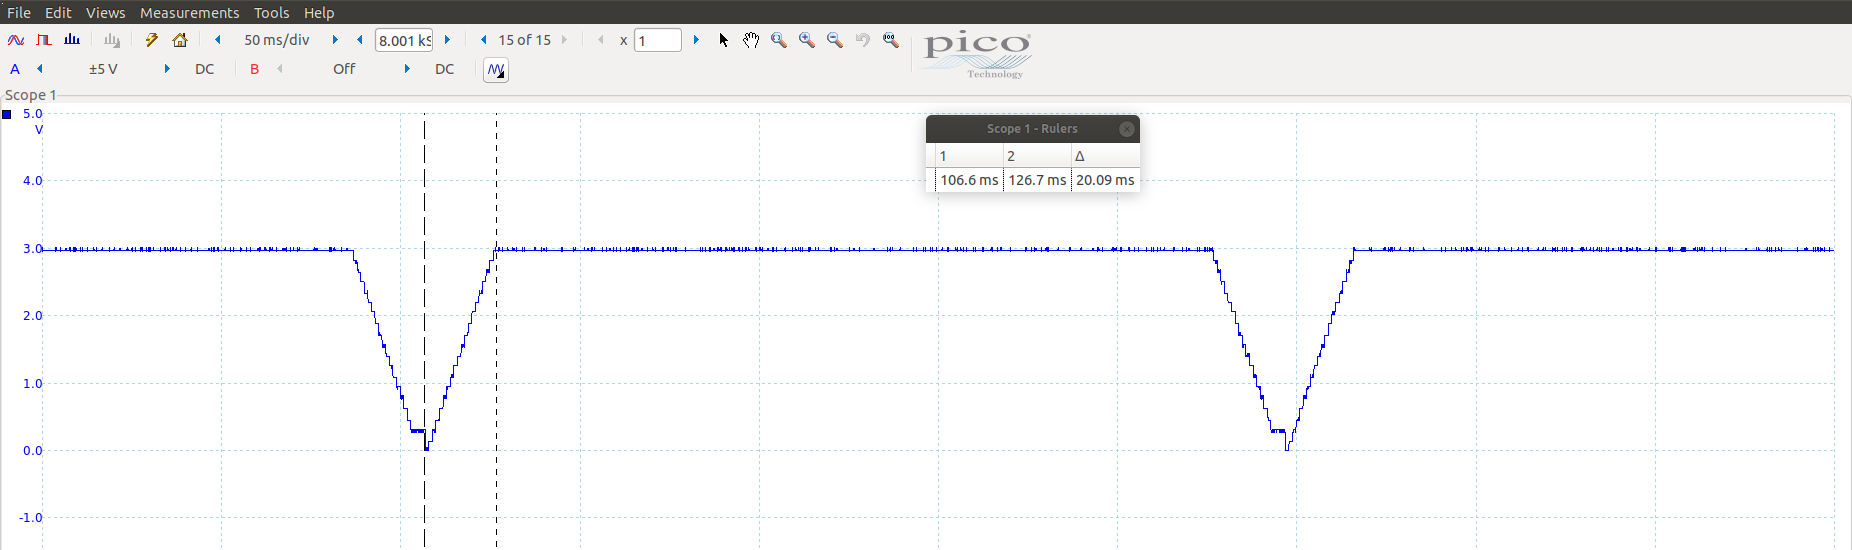 File Edit Views Measurements Tools Help
50 ms/div 8.001 kS 15 of 15 x 1
pico
Technology
A ±5 V DC B Off DC
Scope 1
5.0
V
4.0
3.0
2.0
1.0
0.0
-1.0
Scope 1 - Rulers
1 2 Δ
106.6 ms 126.7 ms 20.09 ms